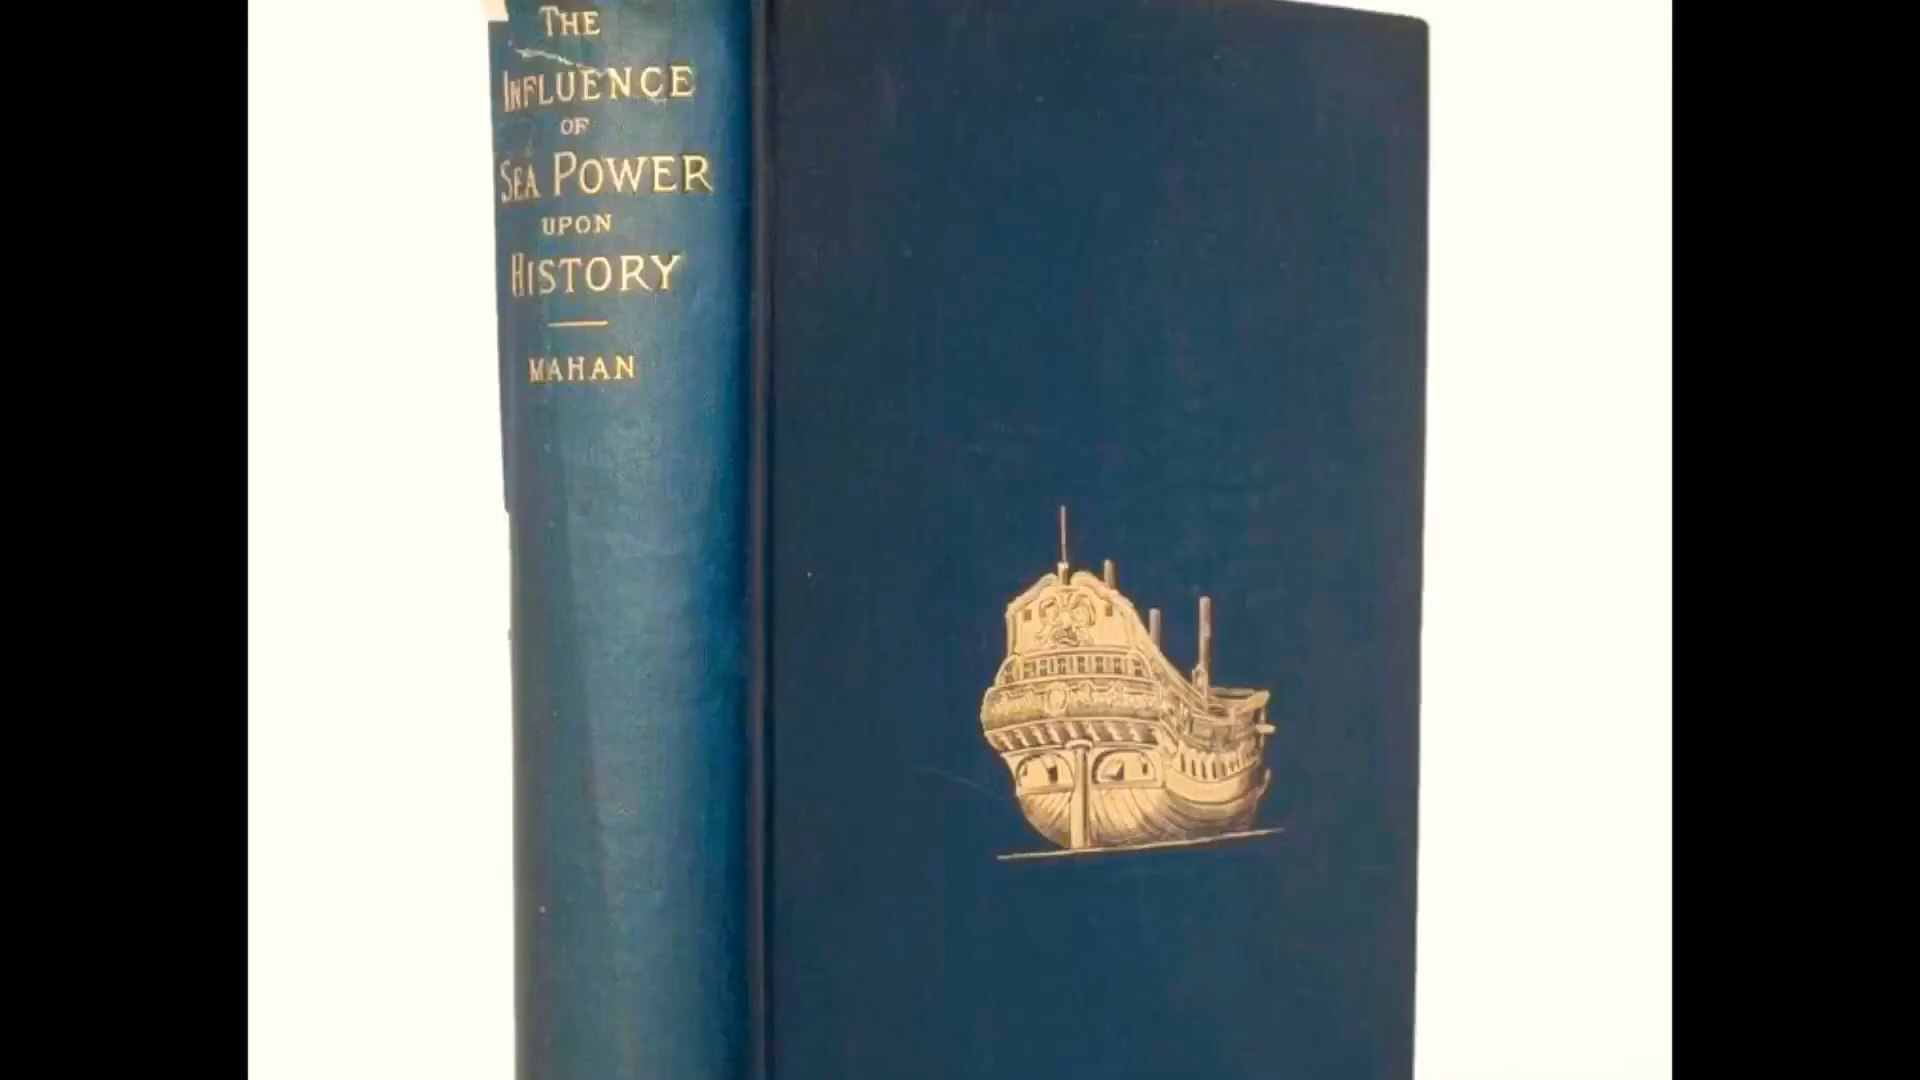 THE
INFLUENCE
OF
SEA POWER
UPON
HISTORY
MAHAN